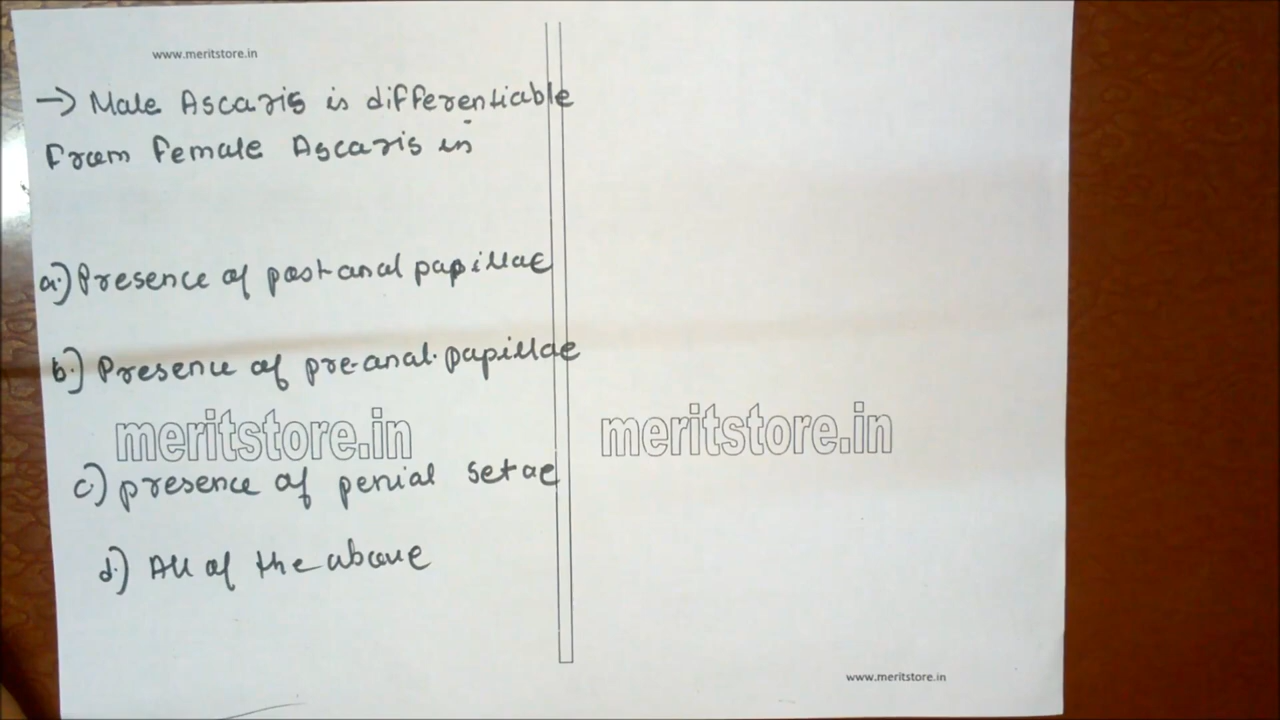 www.meritstore.in
→ Male Ascaris is differentiable
From Female Ascaris in
a.) Presence of post anal papillae
b.) Presence of pre-anal papillae
meritstore.in
meritstore.in
c.) presence of penial setae
d.) All of the above
www.meritstore.in